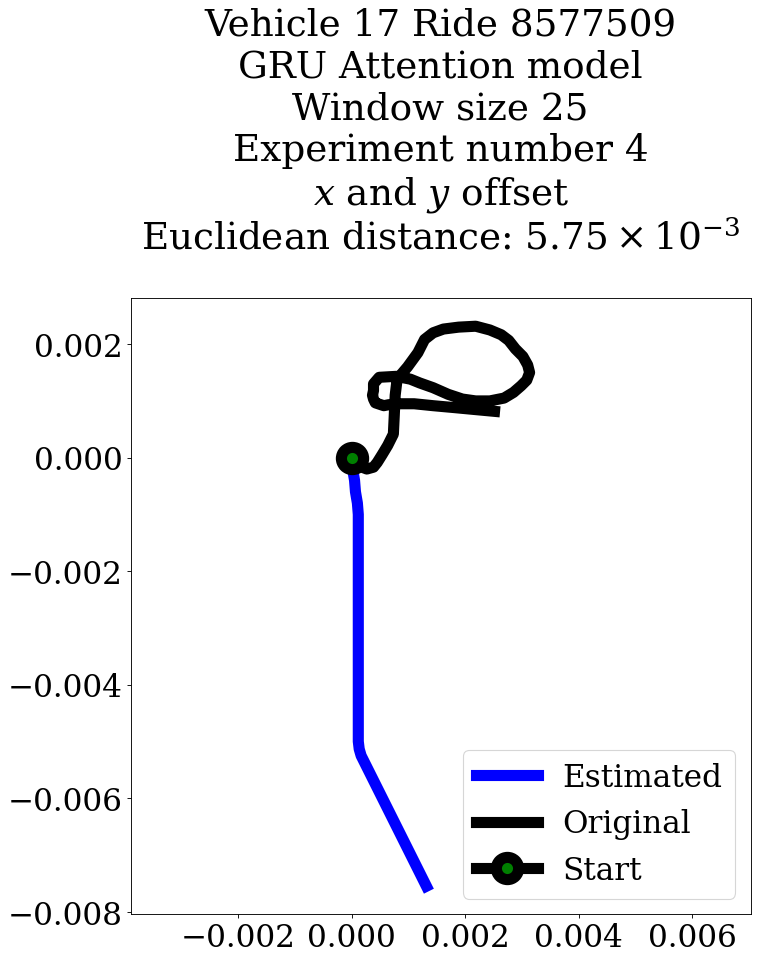 Vehicle 17 Ride 8577509
GRU Attention model
Window size 25
Experiment number 4
x and y offset
Euclidean distance: 5.75 × 10⁻³
0.002
0.000
−0.002
−0.004
−0.006
−0.008
−0.002 0.000 0.002 0.004 0.006
Estimated
Original
Start